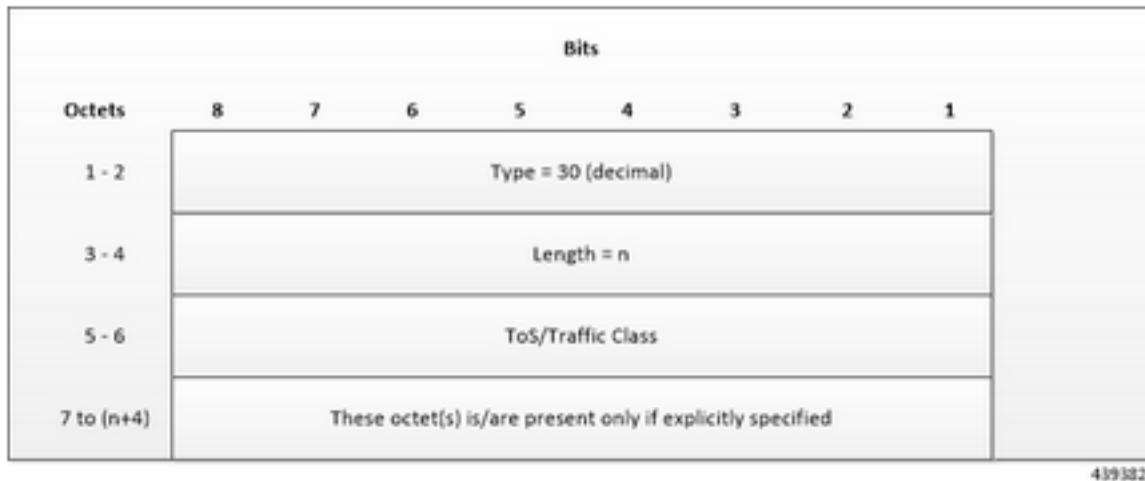 Bits
Octets 8 7 6 5 4 3 2 1
1 - 2 Type = 30 (decimal)
3 - 4 Length = n
5 - 6 ToS/Traffic Class
7 to (n+4) These octet(s) is/are present only if explicitly specified
439382